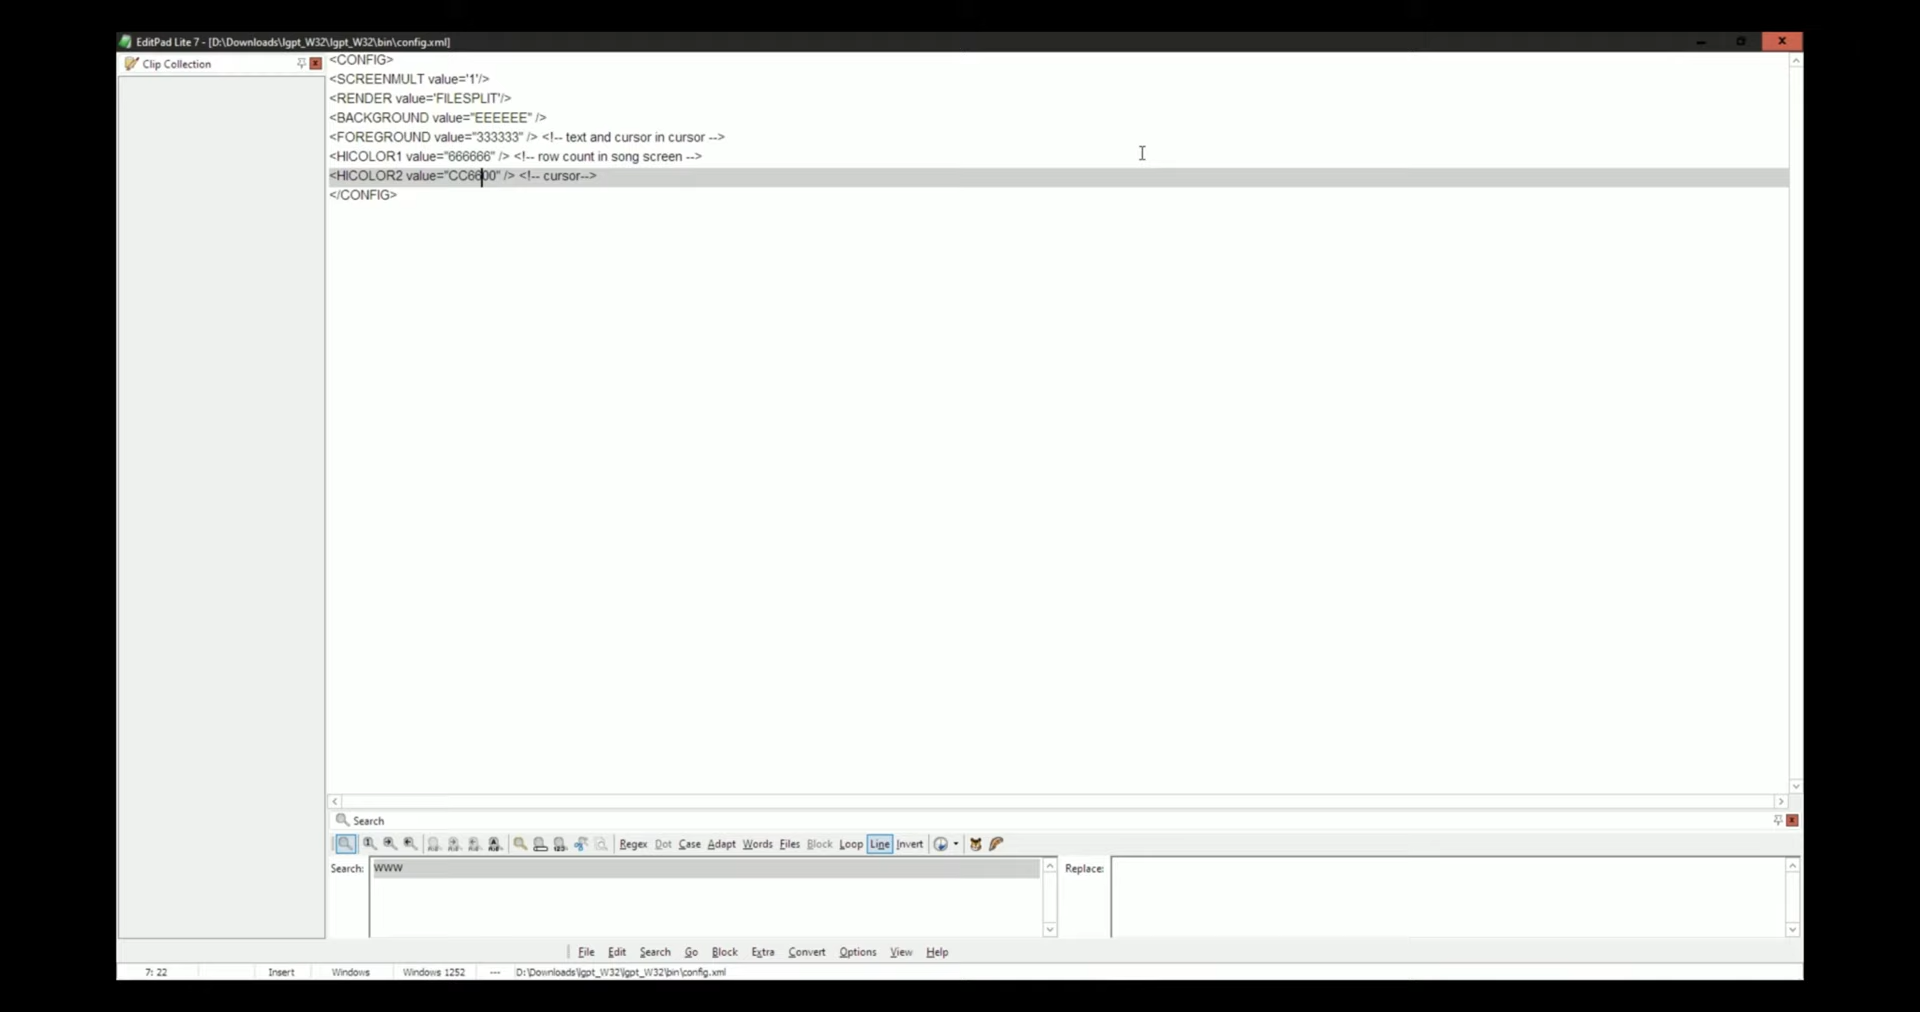 EditPad Lite 7 - [D:\Downloads\lgpt_W32\lgpt_W32\bin\config.xml]
Clip Collection
<CONFIG>
<SCREENMULT value='1'/>
<RENDER value='FILESPLIT'/>
<BACKGROUND value="EEEEEE" />
<FOREGROUND value="333333" /> <!-- text and cursor in cursor -->
<HICOLOR1 value="666666" /> <!-- row count in song screen -->
<HICOLOR2 value="CC6600" /> <!-- cursor-->
</CONFIG>
Search
Regex Dot Case Adapt Words Files Block Loop Line Invert
Search: www Replace:
File Edit Search Go Block Extra Convert Options View Help
7: 22 Insert Windows Windows 1252 --- D:\Downloads\lgpt_W32\lgpt_W32\bin\config.xml